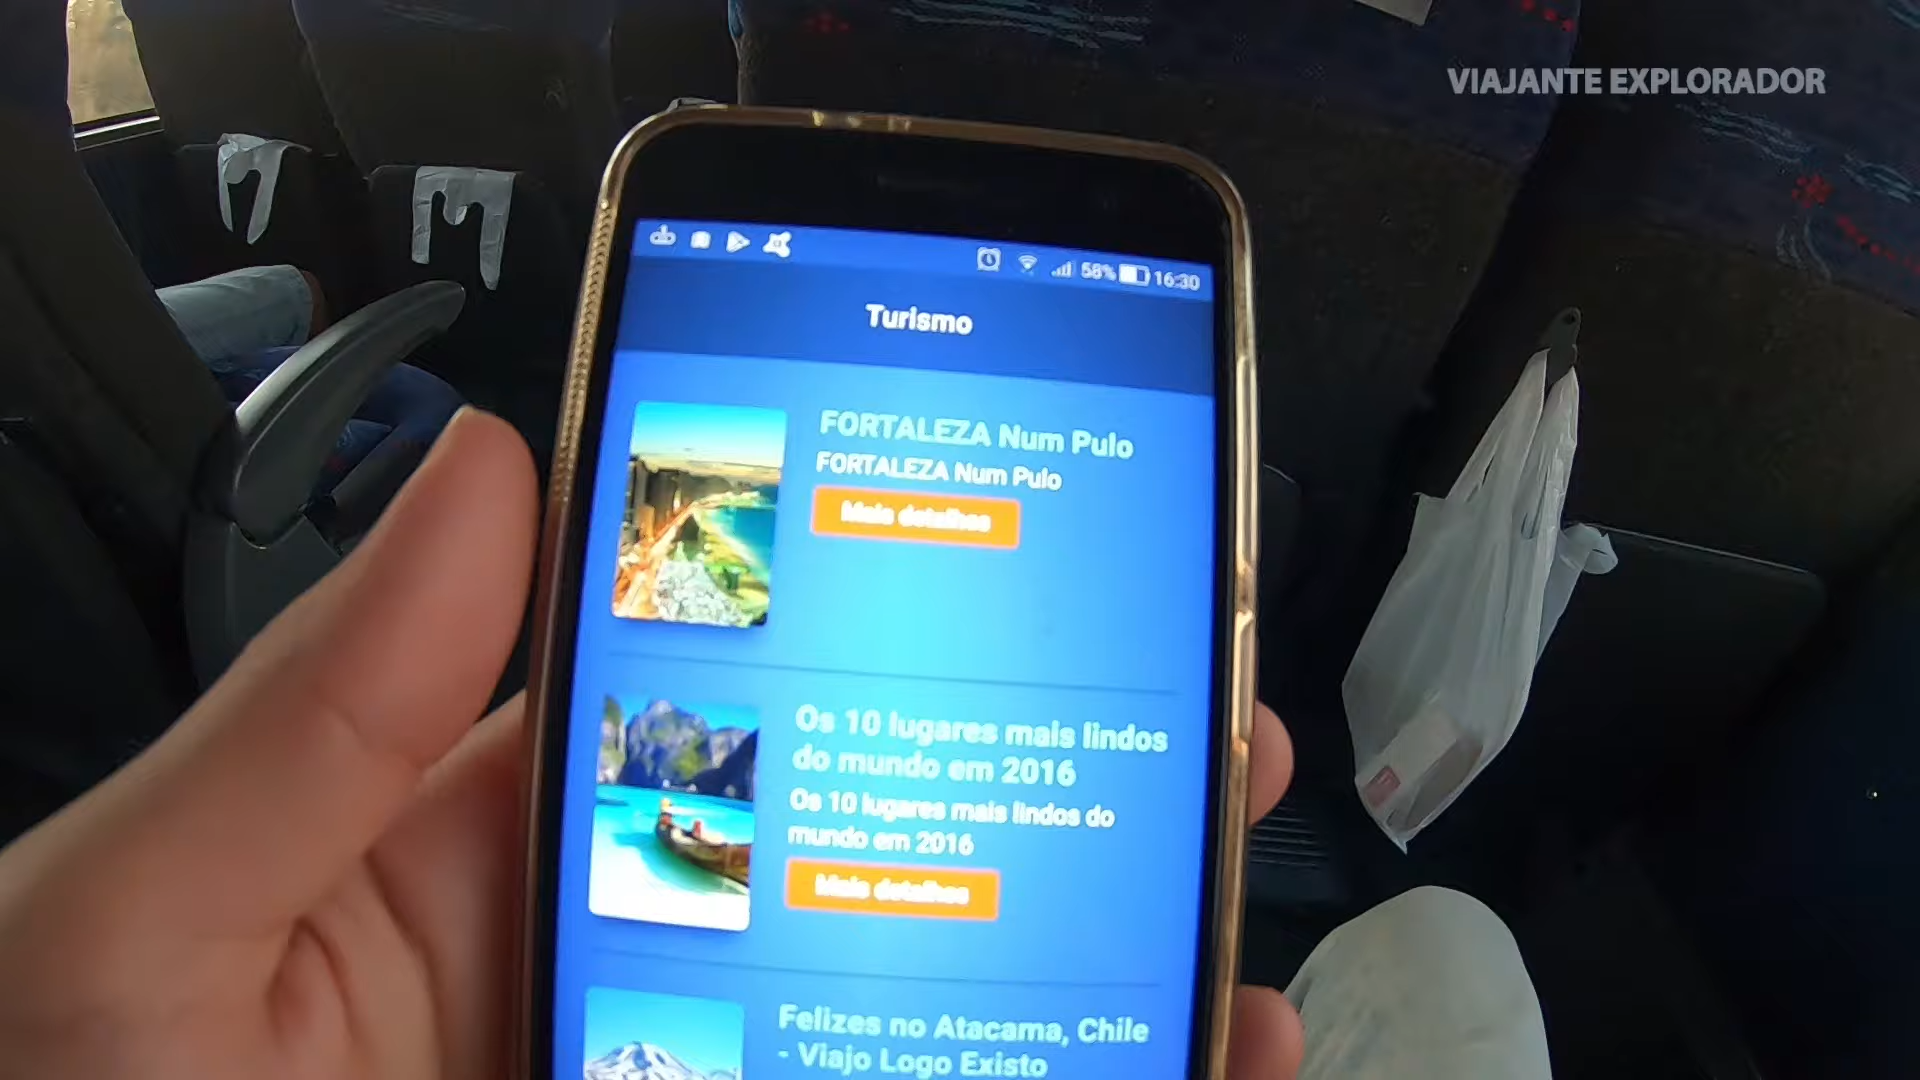 VIAJANTE EXPLORADOR
58% 16:30
Turismo
FORTALEZA Num Pulo
FORTALEZA Num Pulo
Mais detalhes
Os 10 lugares mais lindos
do mundo em 2016
Os 10 lugares mais lindos do
mundo em 2016
Mais detalhes
Felizes no Atacama, Chile
- Viajo Logo Existo